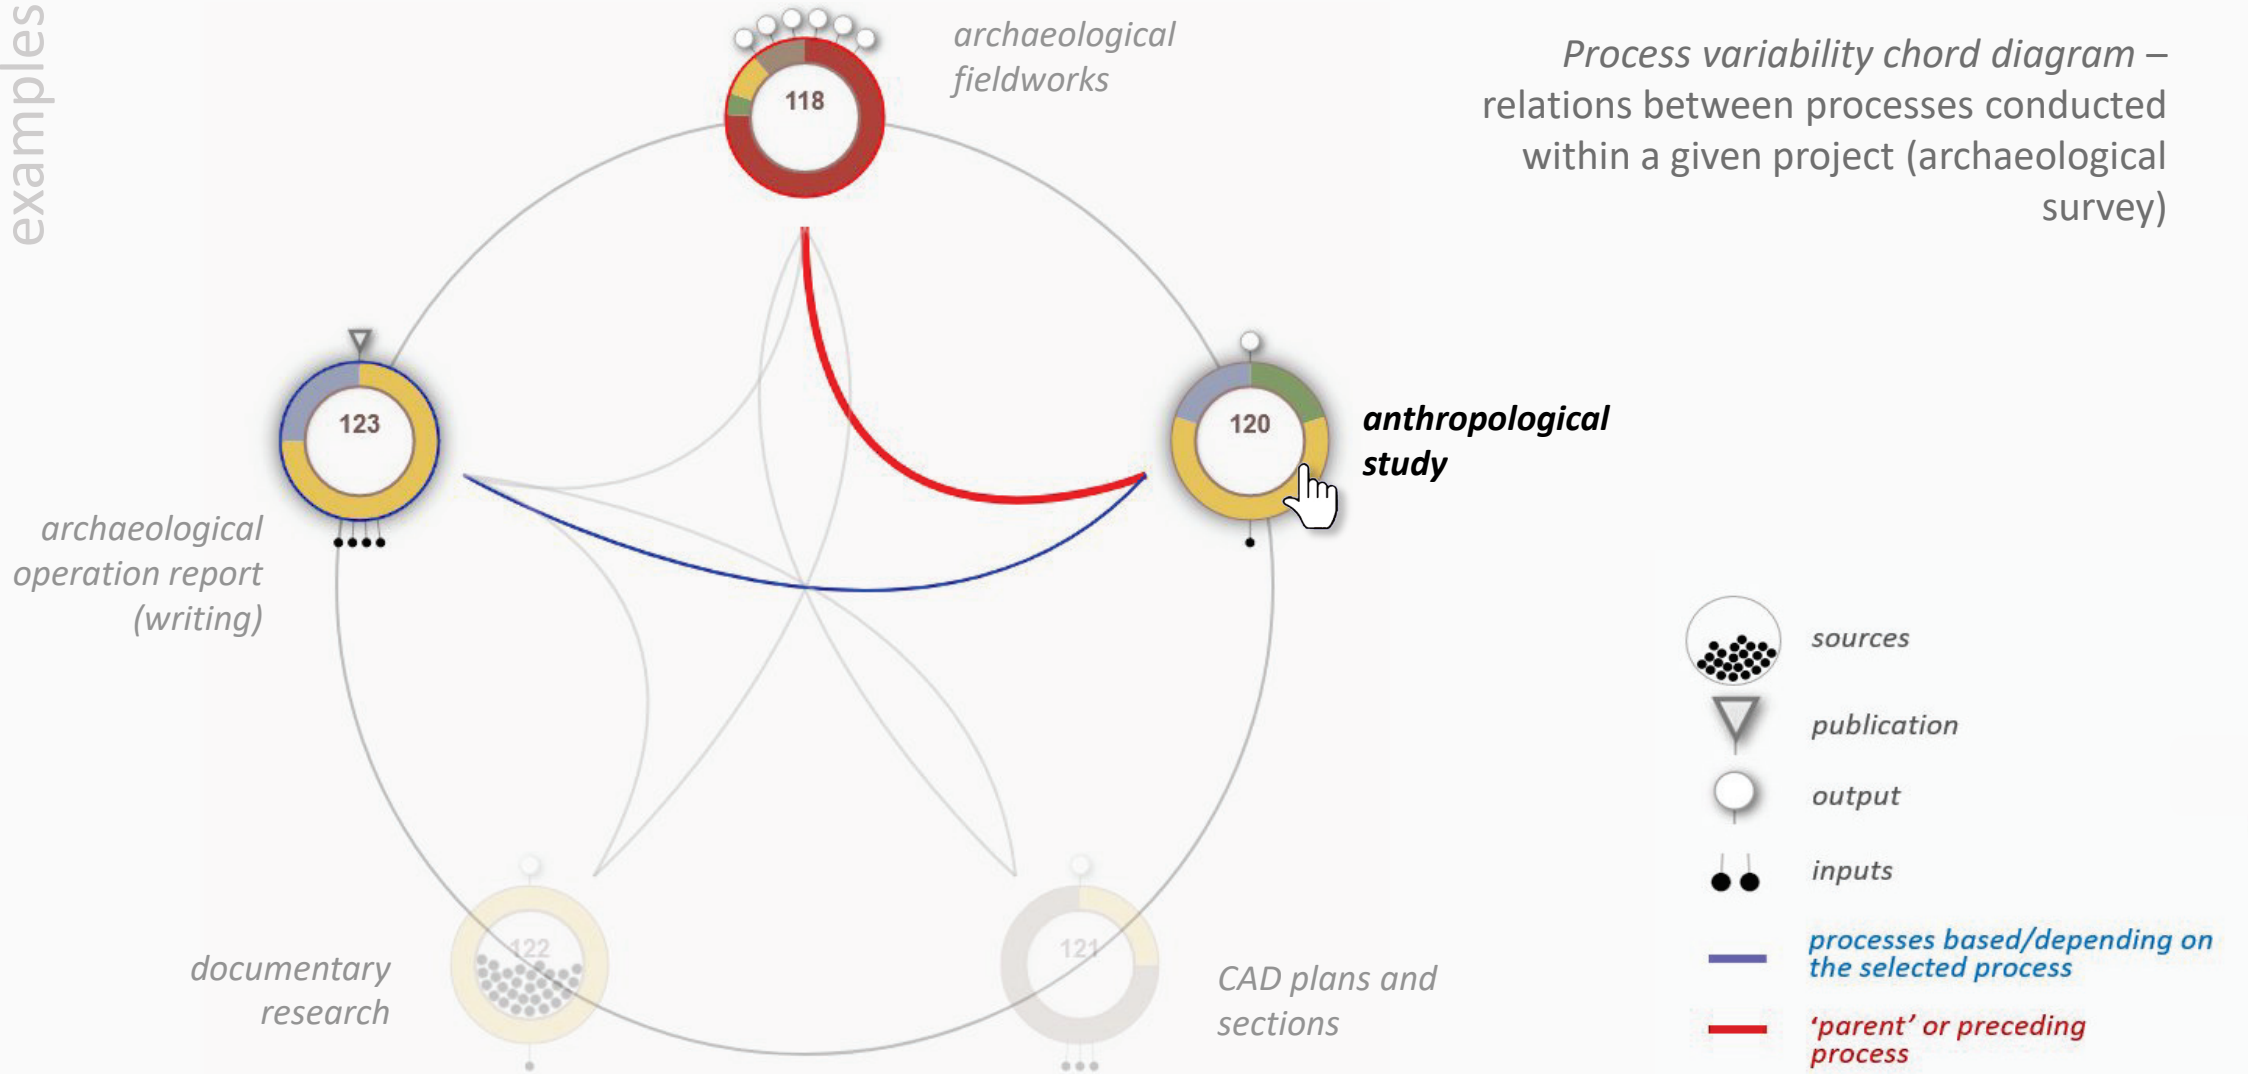 examples
archaeological
fieldworks
Process variability chord diagram –
relations between processes conducted
within a given project (archaeological
survey)
118
123
120
anthropological
study
archaeological
operation report
(writing)
122
121
documentary
research
CAD plans and
sections
sources
publication
output
inputs
processes based/depending on
the selected process
‘parent’ or preceding
process